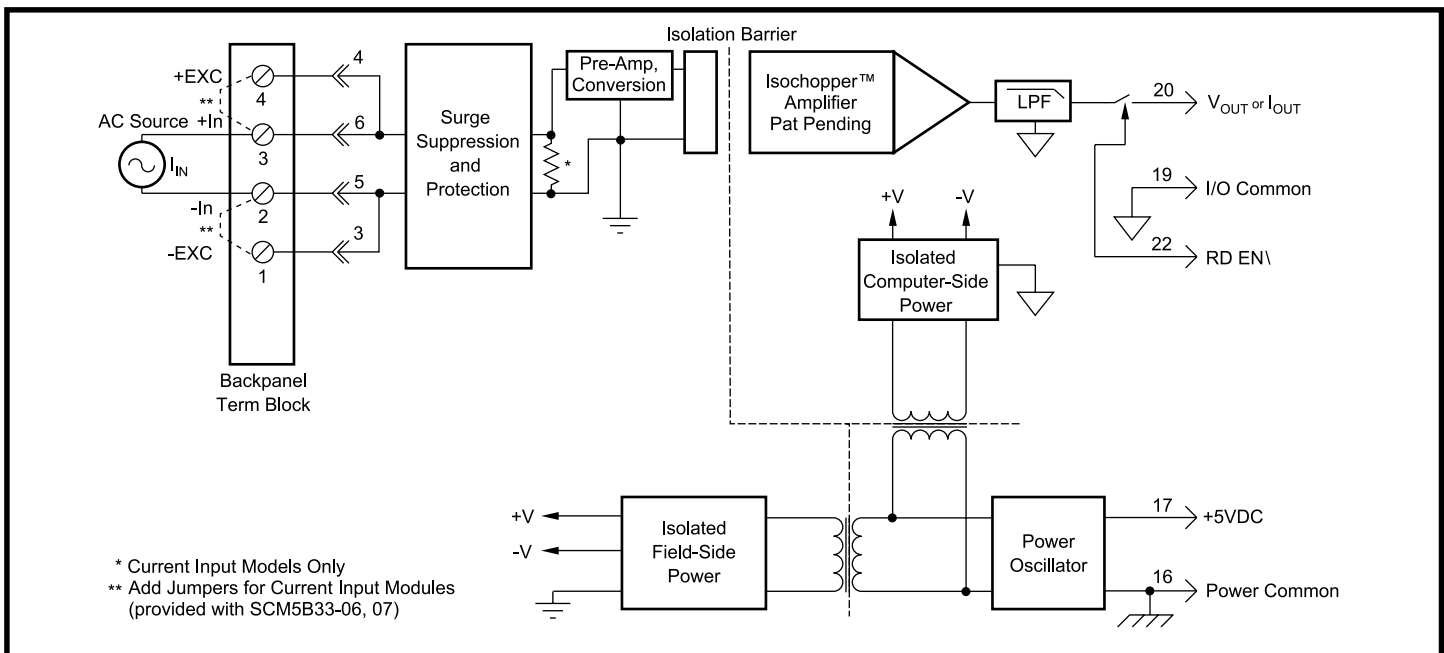 Isolation Barrier
+EXC
**
4
4
AC Source
+In
3
6
I_IN
-In
2
5
**
-EXC
1
3
Backpanel
Term Block
Surge
Suppression
and
Protection
*
Pre-Amp,
Conversion
Isochopper™
Amplifier
Pat Pending
LPF
20
V_OUT or I_OUT
19
I/O Common
22
RD EN\
+V
-V
Isolated
Computer-Side
Power
+V
-V
Isolated
Field-Side
Power
Power
Oscillator
17
+5VDC
16
Power Common
* Current Input Models Only
** Add Jumpers for Current Input Modules
(provided with SCM5B33-06, 07)